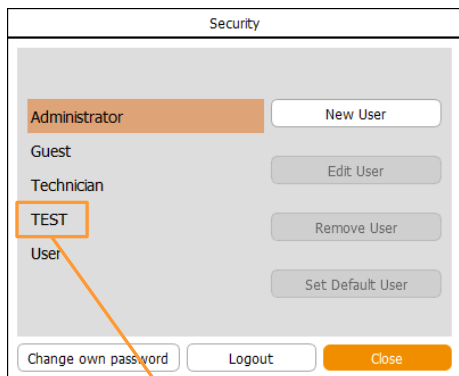 Security
Administrator
New User
Guest
Edit User
Technician
TEST
Remove User
User
Set Default User
Change own password
Logout
Close